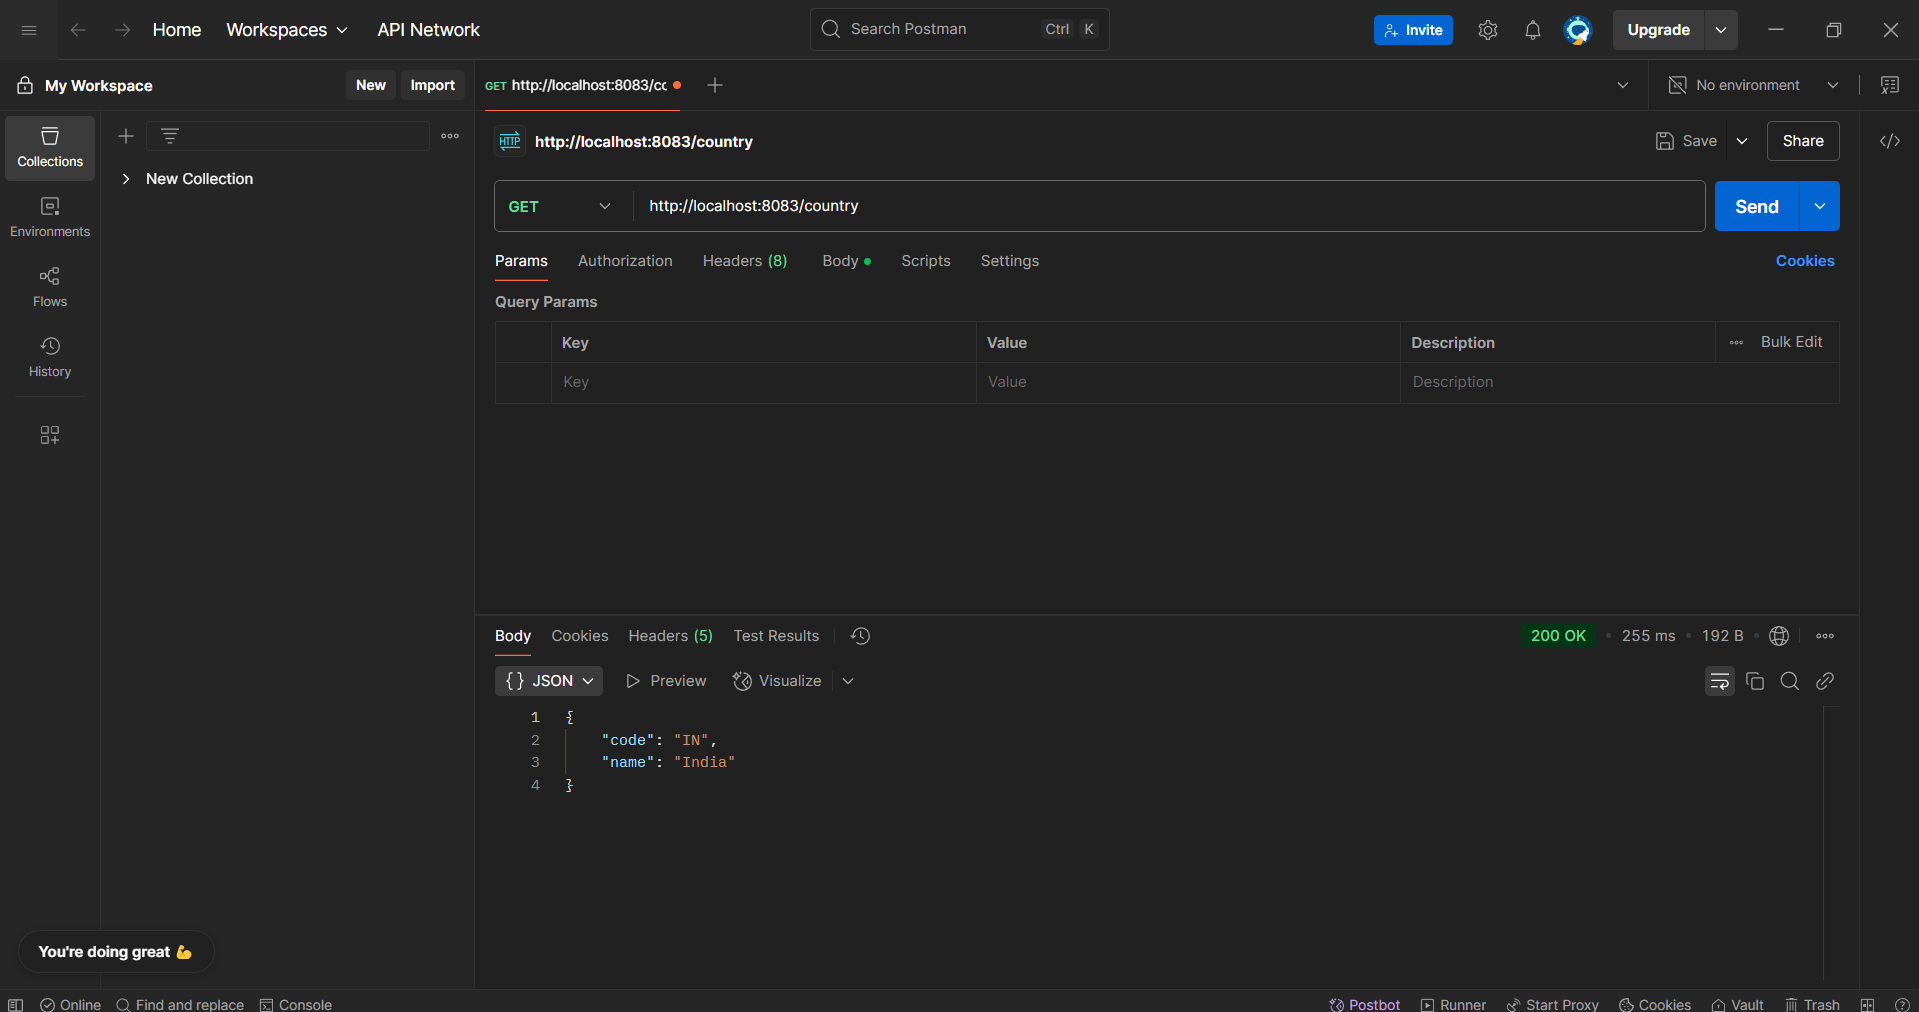 Home Workspaces API Network Search Postman Ctrl K Invite Upgrade
My Workspace New Import GET http://localhost:8083/cc No environment
Collections
Environments
Flows
History
New Collection
HTTP http://localhost:8083/country Save Share
GET http://localhost:8083/country Send
Params Authorization Headers (8) Body Scripts Settings Cookies
Query Params
Key Value Description Bulk Edit
Key Value Description
Body Cookies Headers (5) Test Results 200 OK 255 ms 192 B
{} JSON Preview Visualize
1 {
2 "code": "IN",
3 "name": "India"
4 }
You're doing great 💪
Online Find and replace Console Postbot Runner Start Proxy Cookies Vault Trash